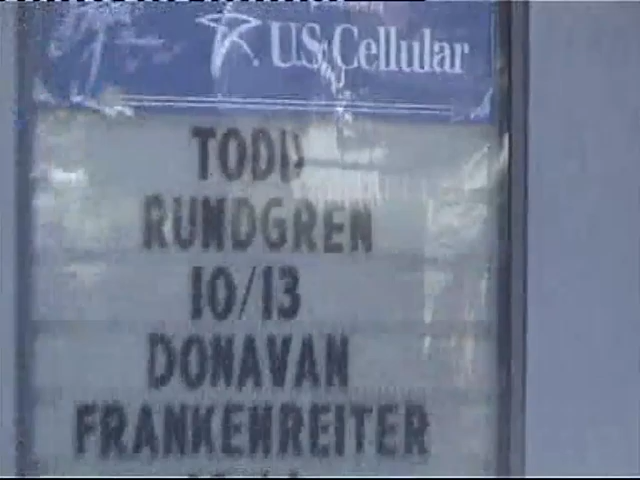 U.S. Cellular
TODD
RUNDGREN
10/13
DONAVAN
FRANKENREITER